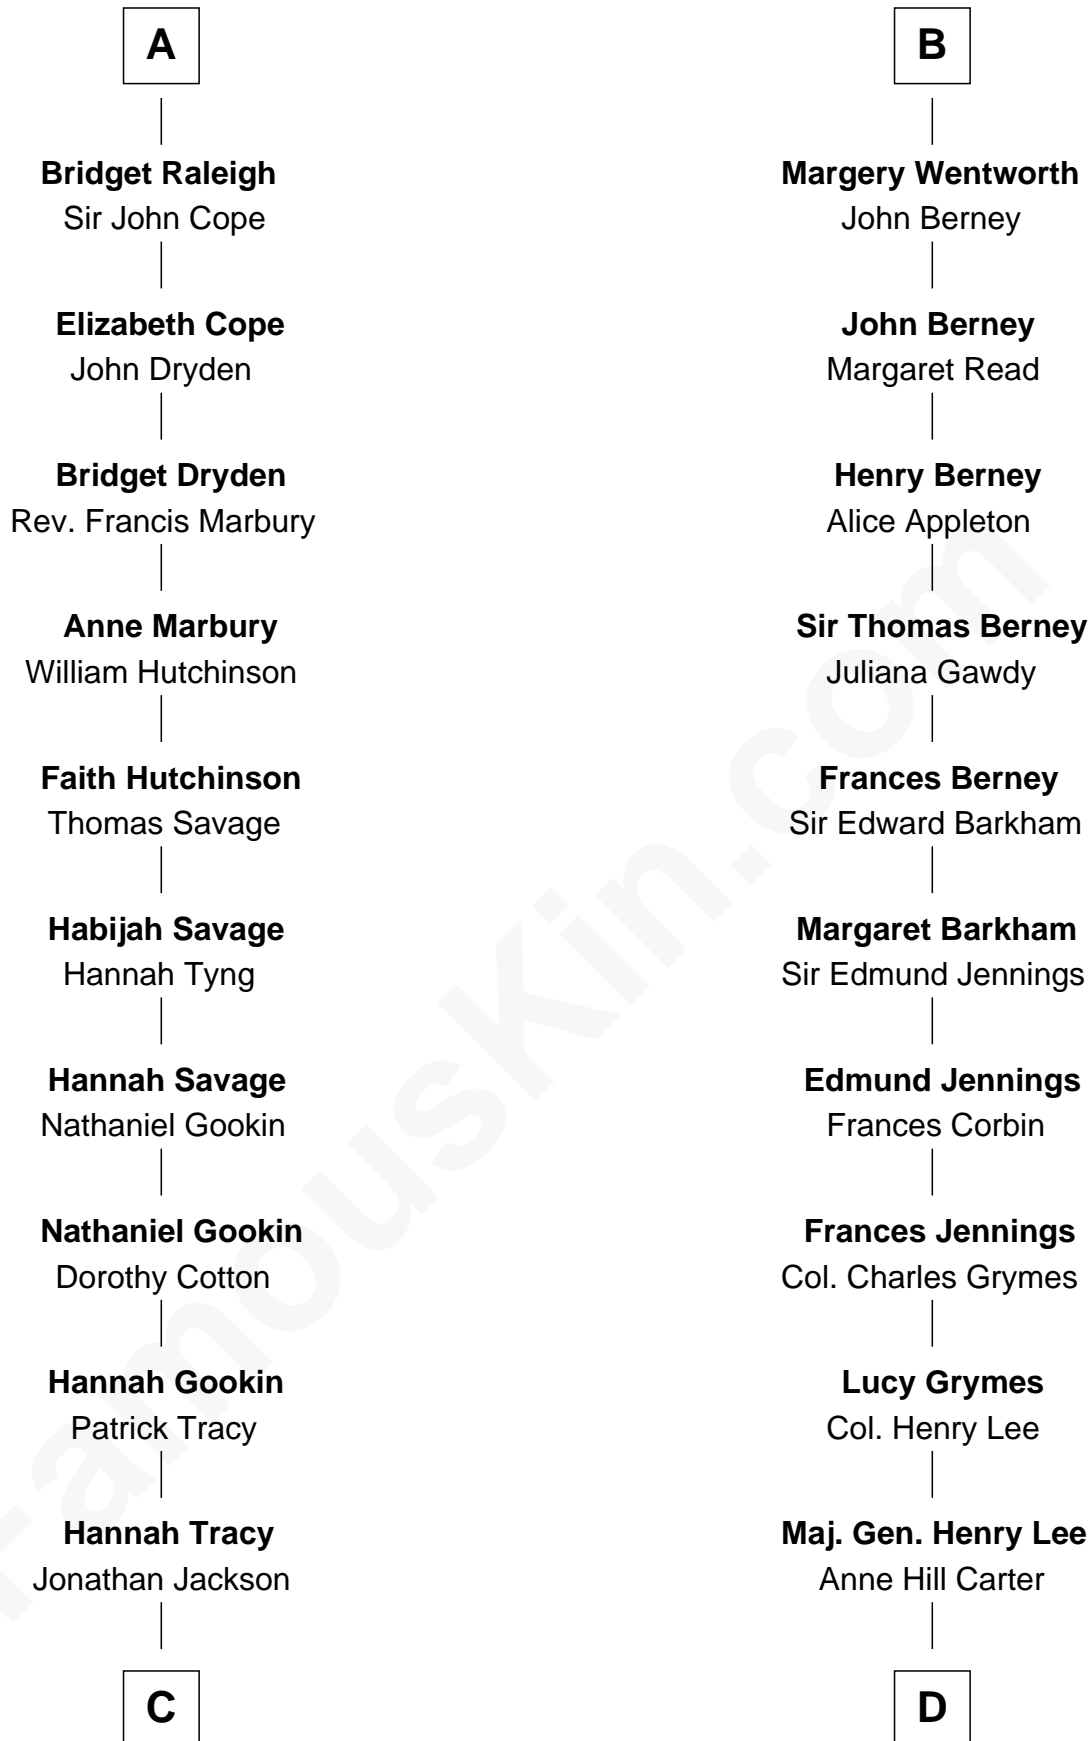 A
Bridget Raleigh
Sir John Cope
Elizabeth Cope
John Dryden
Bridget Dryden
Rev. Francis Marbury
Anne Marbury
William Hutchinson
Faith Hutchinson
Thomas Savage
Habijah Savage
Hannah Tyng
Hannah Savage
Nathaniel Gookin
Nathaniel Gookin
Dorothy Cotton
Hannah Gookin
Patrick Tracy
Hannah Tracy
Jonathan Jackson
C
B
Margery Wentworth
John Berney
John Berney
Margaret Read
Henry Berney
Alice Appleton
Sir Thomas Berney
Juliana Gawdy
Frances Berney
Sir Edward Barkham
Margaret Barkham
Sir Edmund Jennings
Edmund Jennings
Frances Corbin
Frances Jennings
Col. Charles Grymes
Lucy Grymes
Col. Henry Lee
Maj. Gen. Henry Lee
Anne Hill Carter
D
FamousKin.com